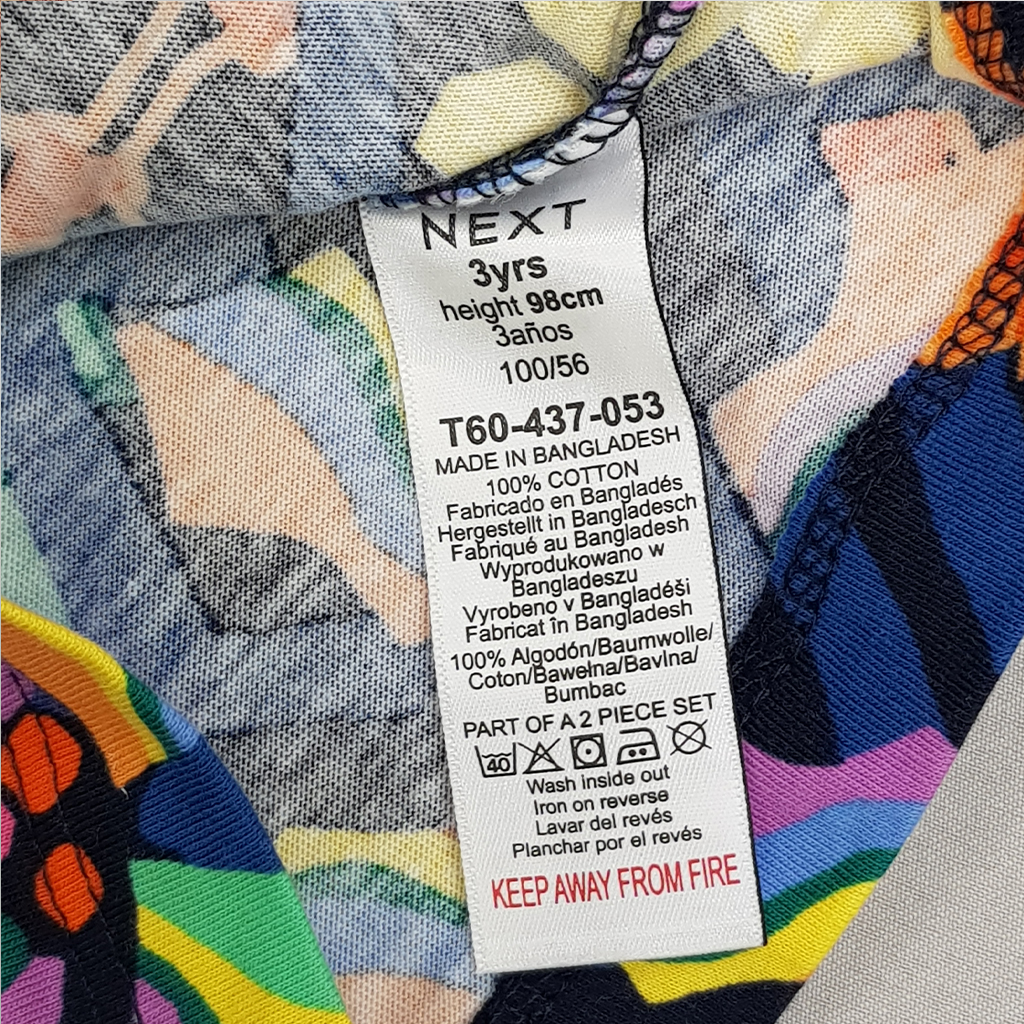 NEXT
3yrs
height 98cm
3años
100/56
T60-437-053
MADE IN BANGLADESH
100% COTTON
Fabricado en Bangladés
Hergestellt in Bangladesch
Fabriqué au Bangladesh
Wyprodukowano w
Bangladeszu
Vyrobeno v Bangladéši
Fabricat în Bangladesh
100% Algodón/Baumwolle/
Coton/Bawełna/Bavlna/
Bumbac
PART OF A 2 PIECE SET
40
Wash inside out
Iron on reverse
Lavar del revés
Planchar por el revés
KEEP AWAY FROM FIRE